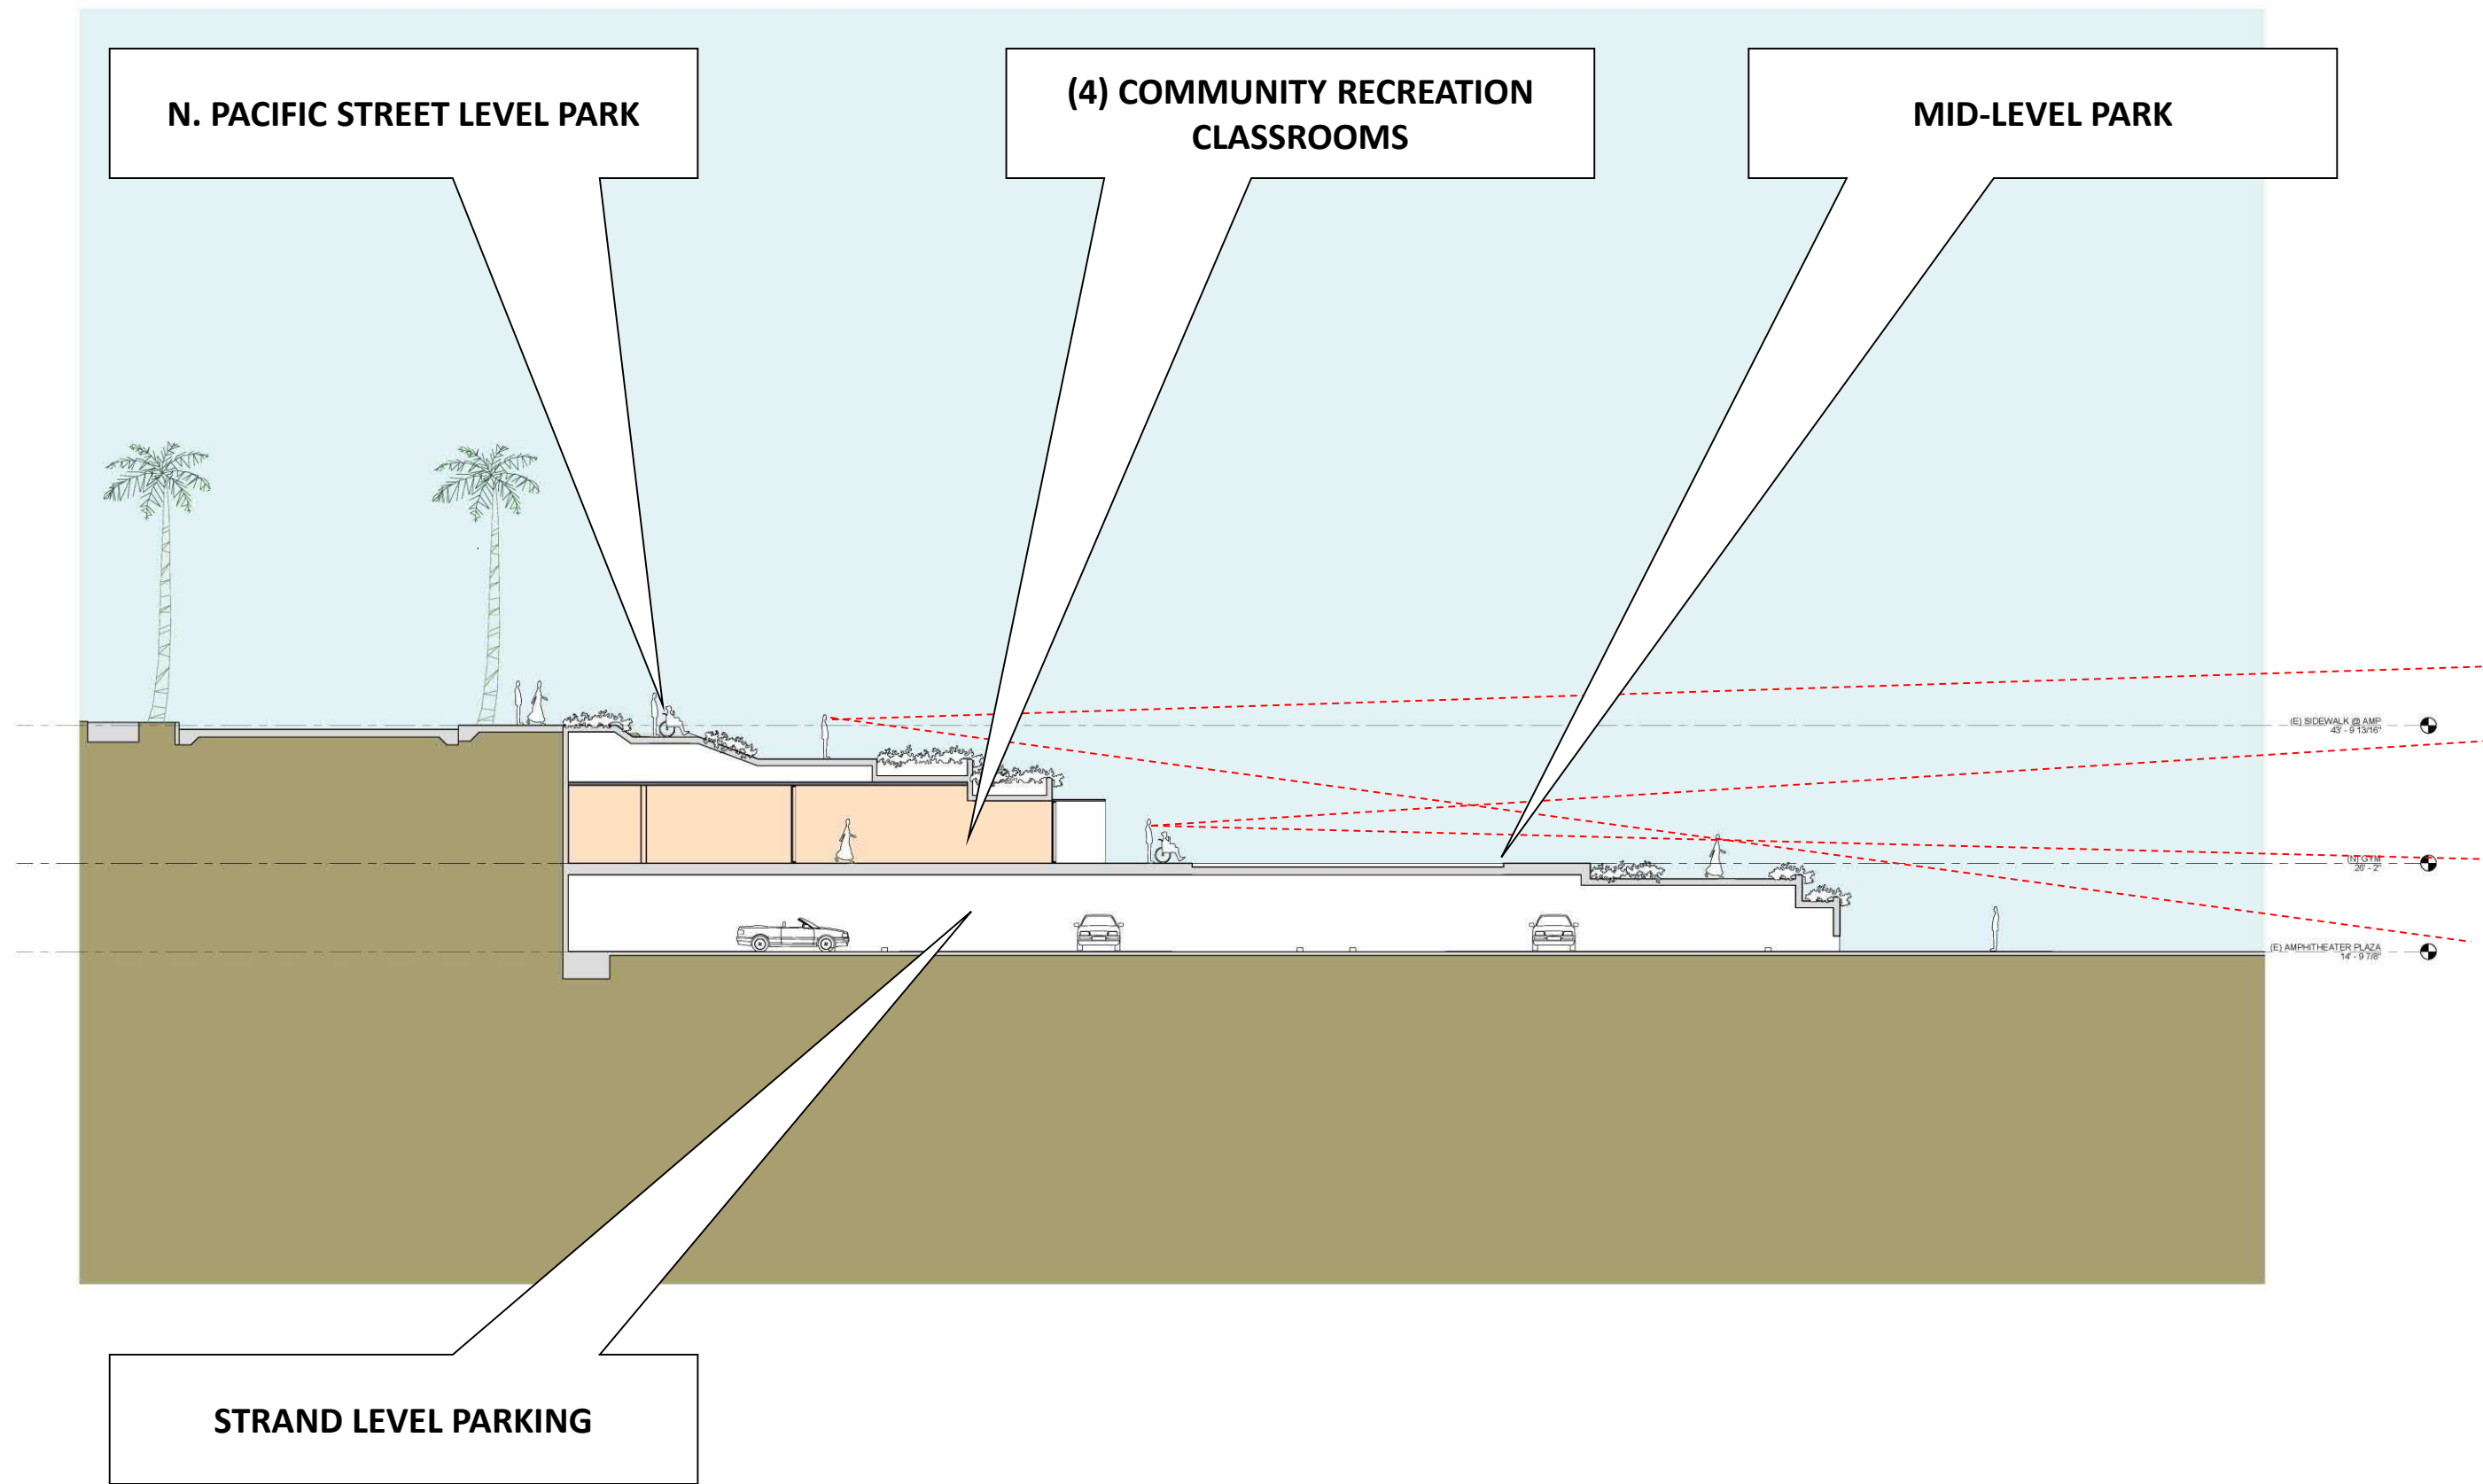 N. PACIFIC STREET LEVEL PARK
(4) COMMUNITY RECREATION
CLASSROOMS
MID-LEVEL PARK
(E) SIDEWALK @ AMP
43' - 9 13/16"
(N) GYM
26' - 2"
(E) AMPHITHEATER PLAZA
14' - 9 7/8"
STRAND LEVEL PARKING